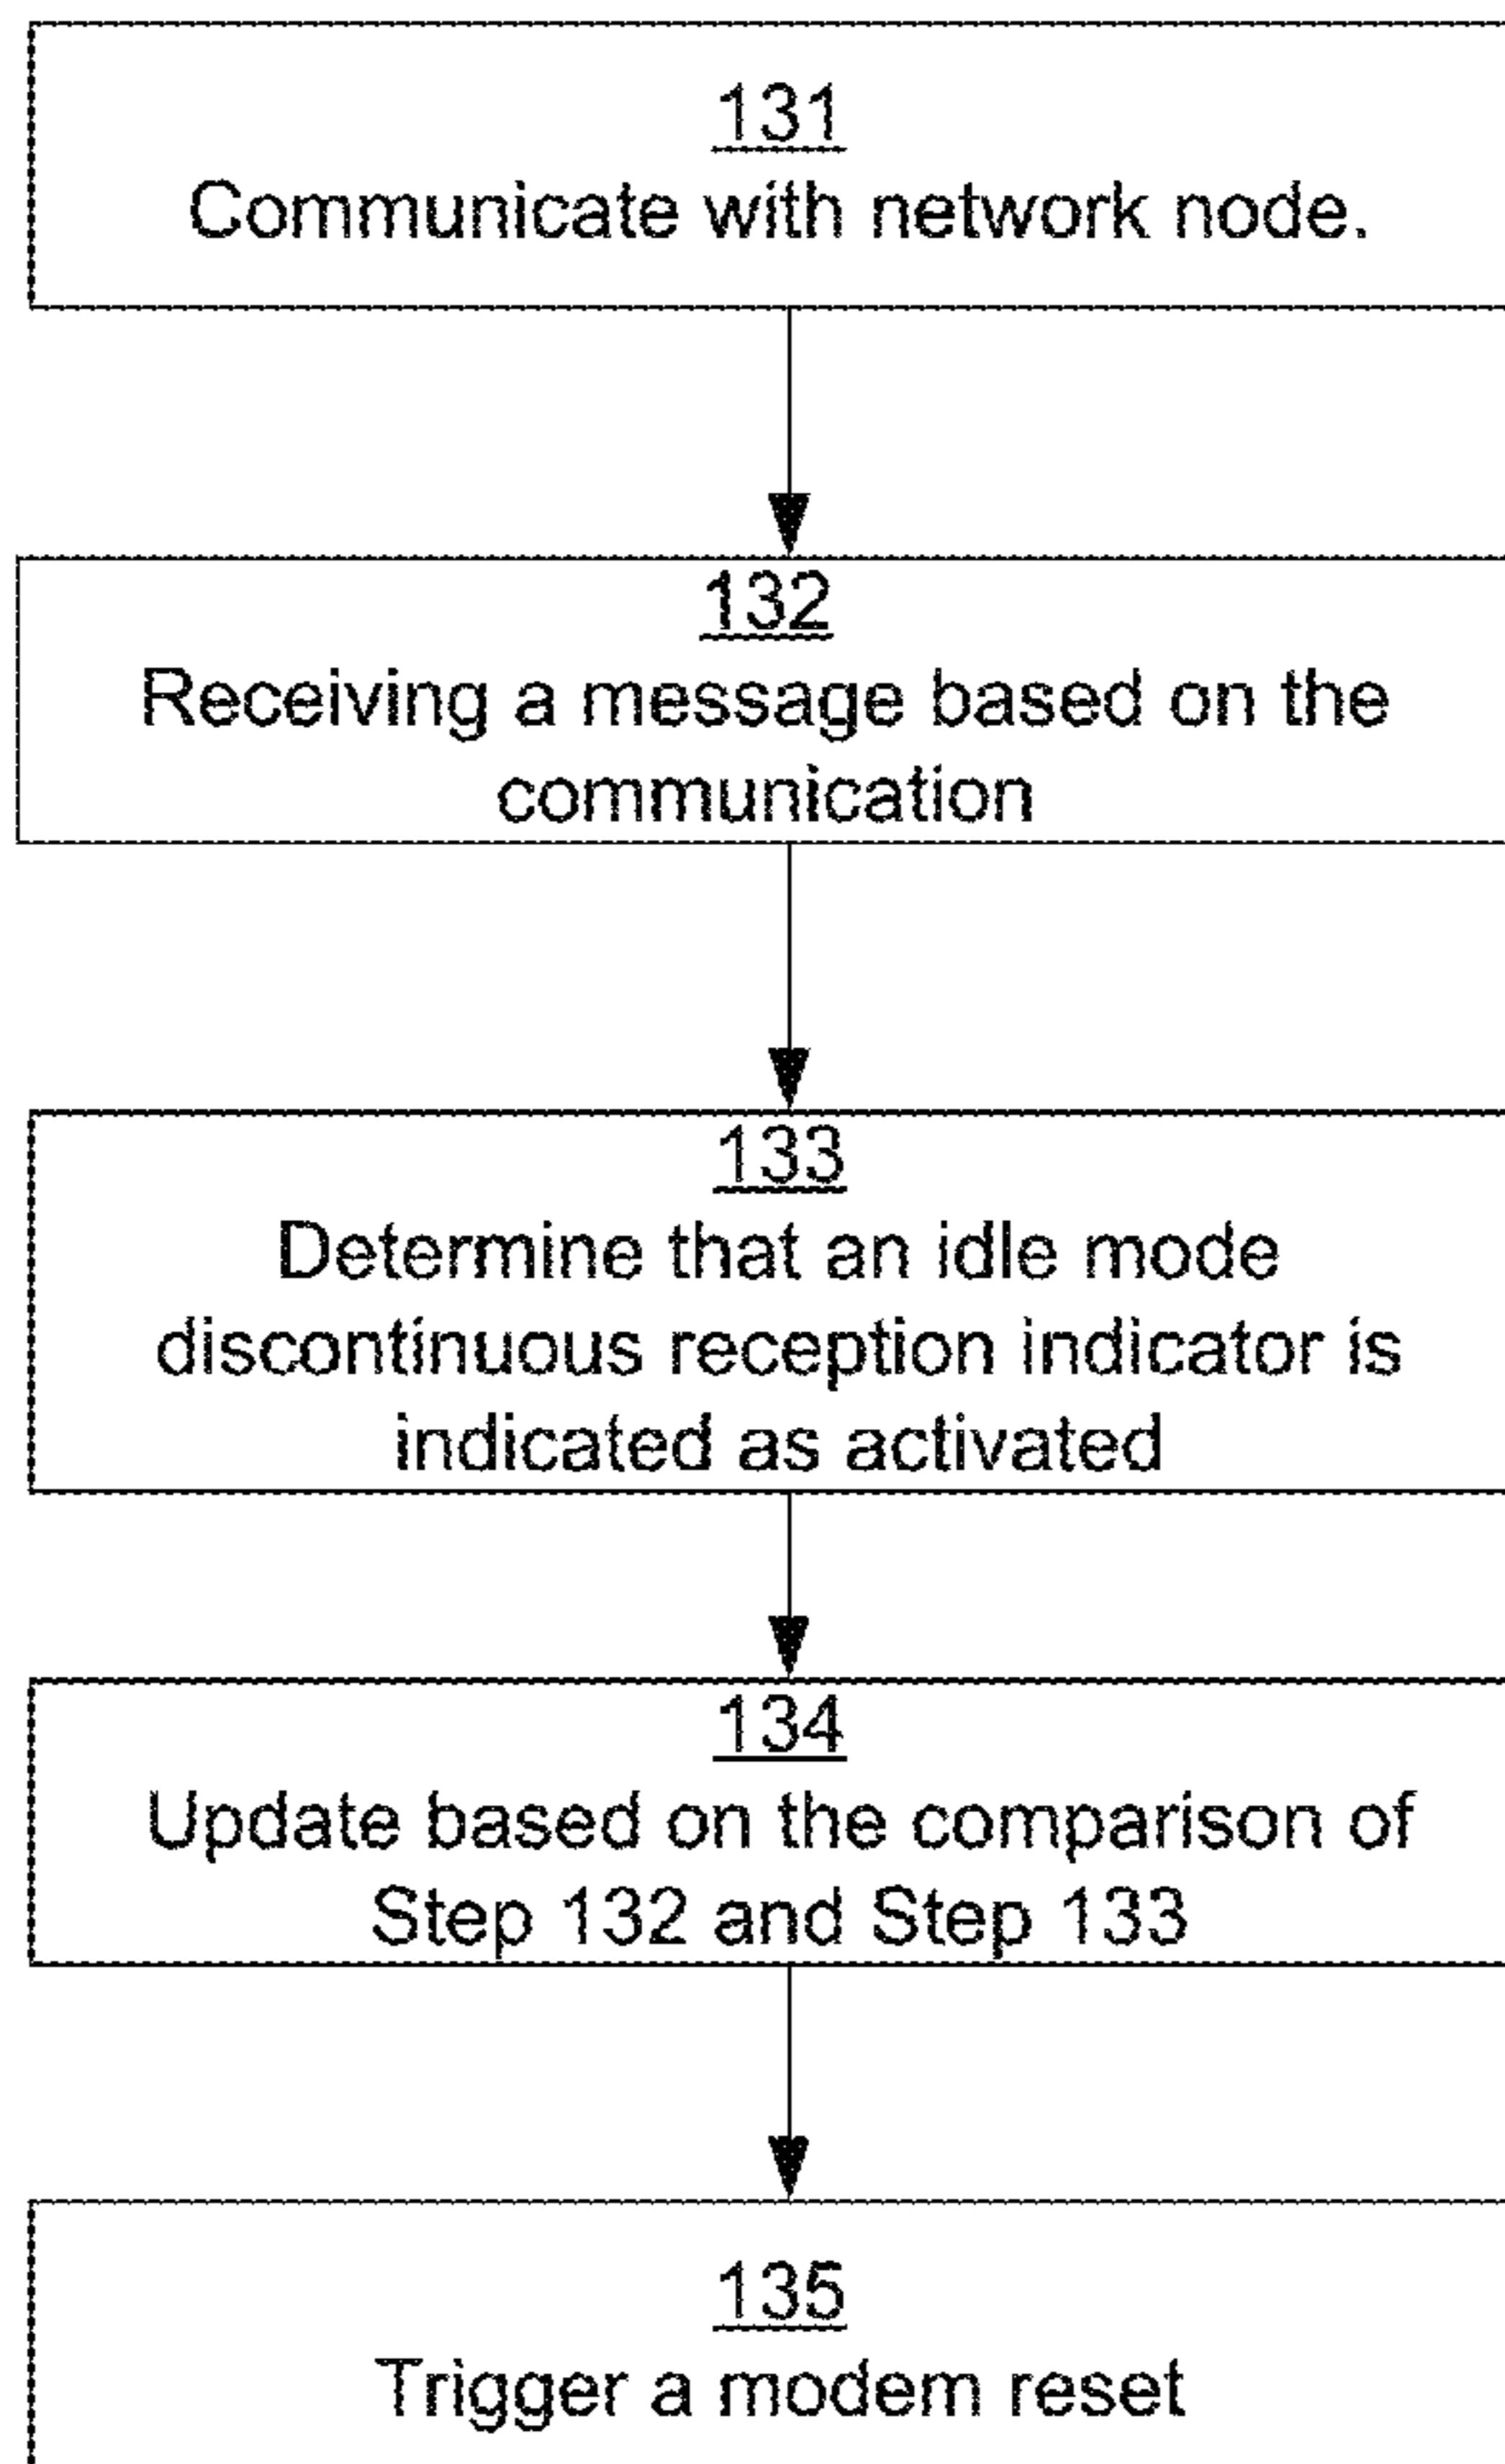 131
Communicate with network node.
132
Receiving a message based on the
communication
133
Determine that an idle mode
discontinuous reception indicator is
indicated as activated
134
Update based on the comparison of
Step 132 and Step 133
135
Trigger a modem reset